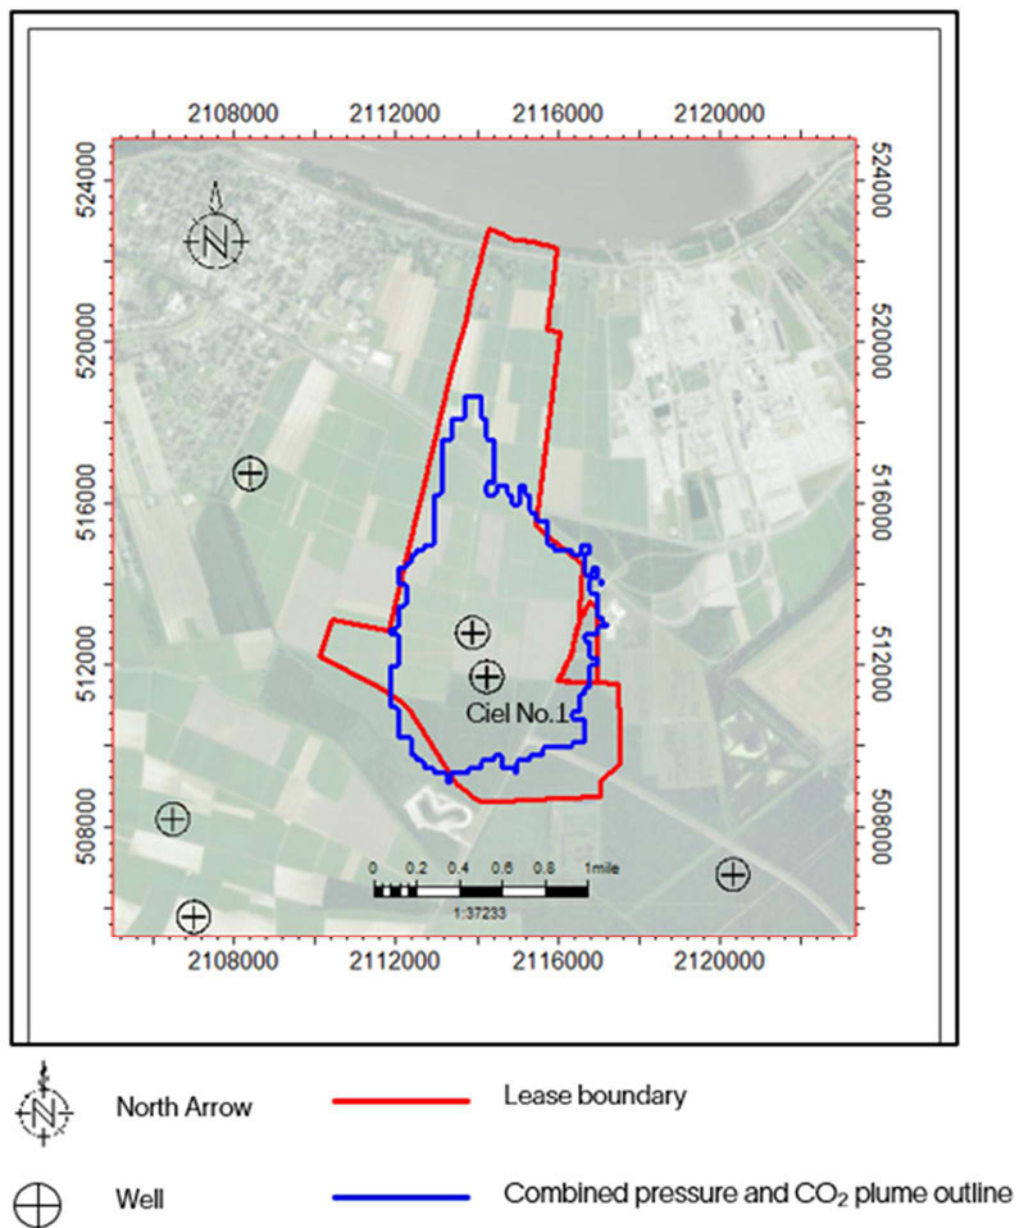 2108000 2112000 2116000 2120000
524000 524000
N
520000 520000
516000 516000
512000 512000
Ciel No.1
508000 508000
0 0.2 0.4 0.6 0.8 1mile
1:37233
2108000 2112000 2116000 2120000
N North Arrow Lease boundary
Well Combined pressure and CO₂ plume outline